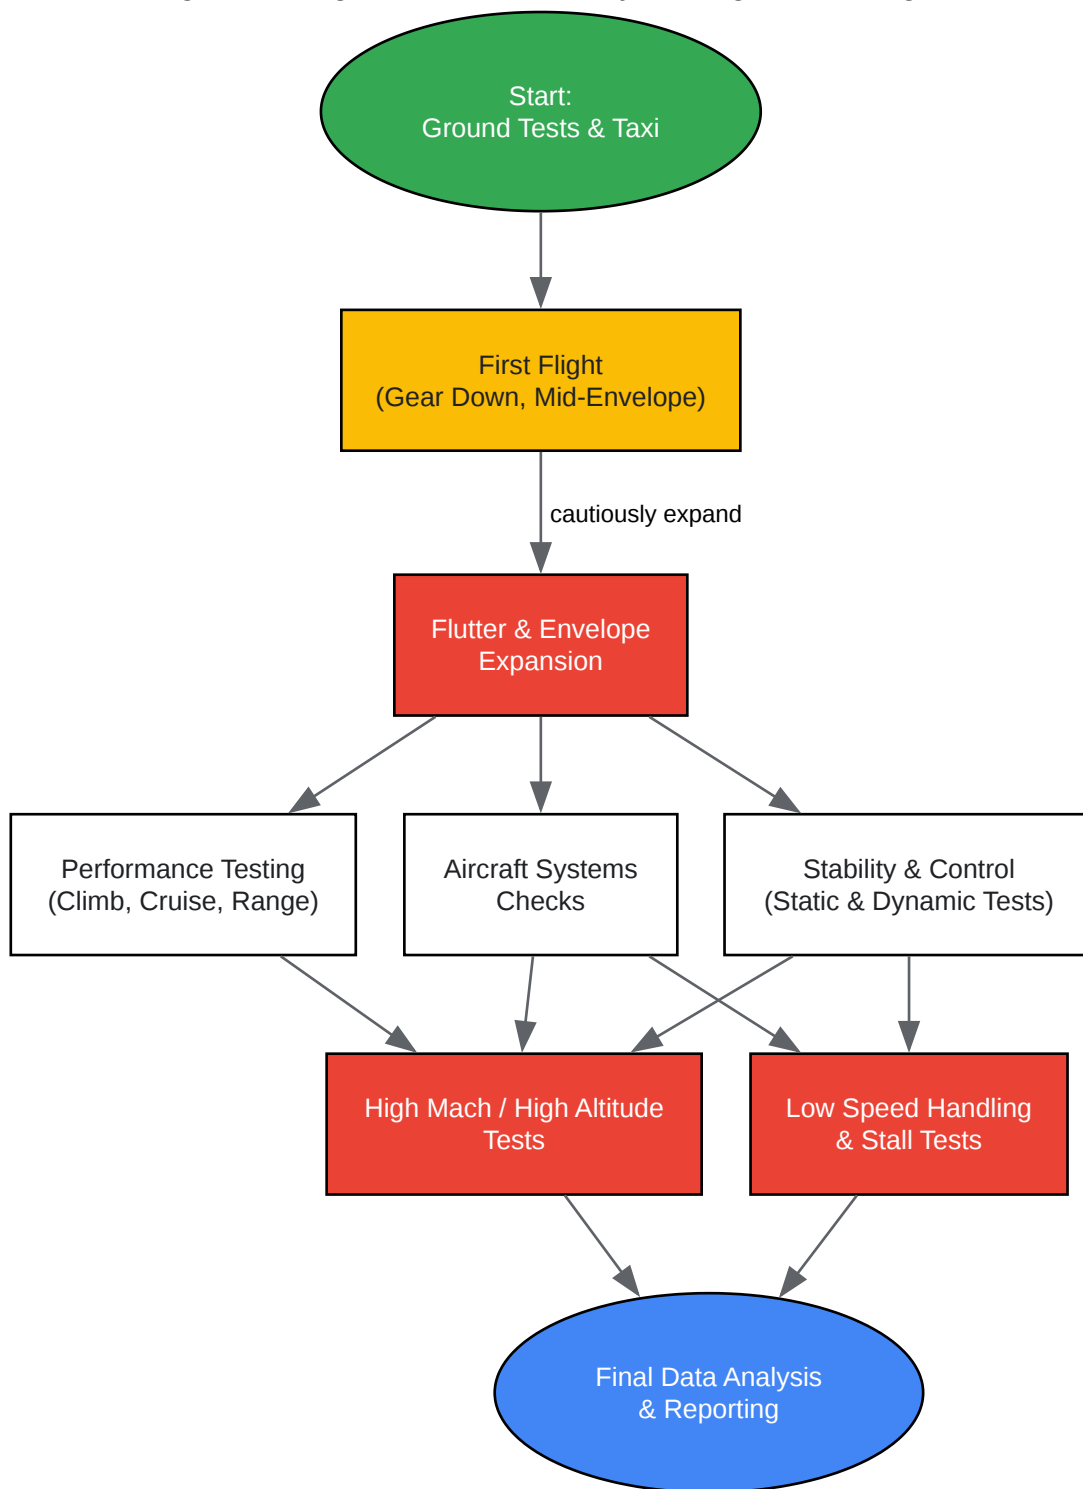 Start:
Ground Tests & Taxi
First Flight
(Gear Down, Mid-Envelope)
cautiously expand
Flutter & Envelope
Expansion
Performance Testing
(Climb, Cruise, Range)
Aircraft Systems
Checks
Stability & Control
(Static & Dynamic Tests)
High Mach / High Altitude
Tests
Low Speed Handling
& Stall Tests
Final Data Analysis
& Reporting